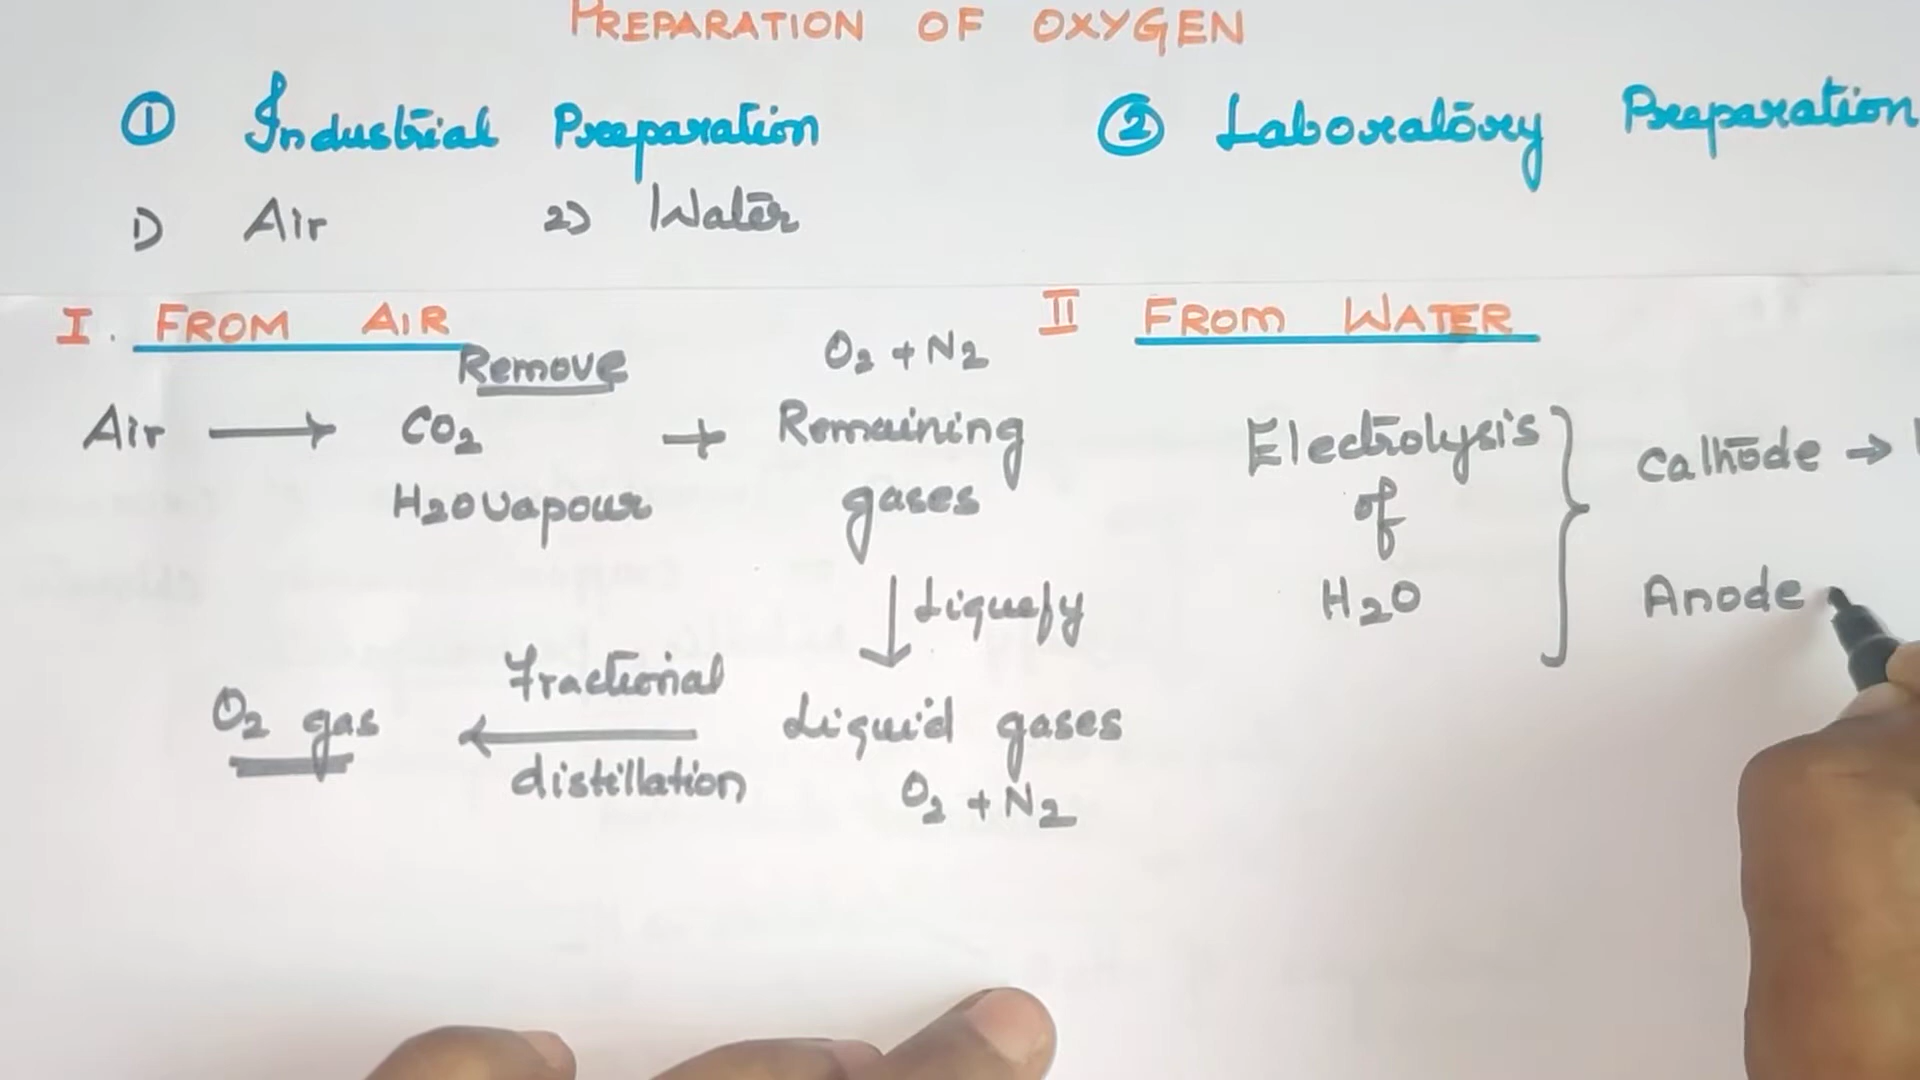 PREPARATION OF OXYGEN
① Industrial Preparation
② Laboratory Preparation
1) Air 2) Water
I. FROM AIR
Remove
O2 + N2
Air → CO2 + Remaining
H2O vapour gases
↓ Liquefy
Fractional
O2 gas ← Liquid gases
distillation O2 + N2
II FROM WATER
Electrolysis
of
H2O
Cathode →
Anode